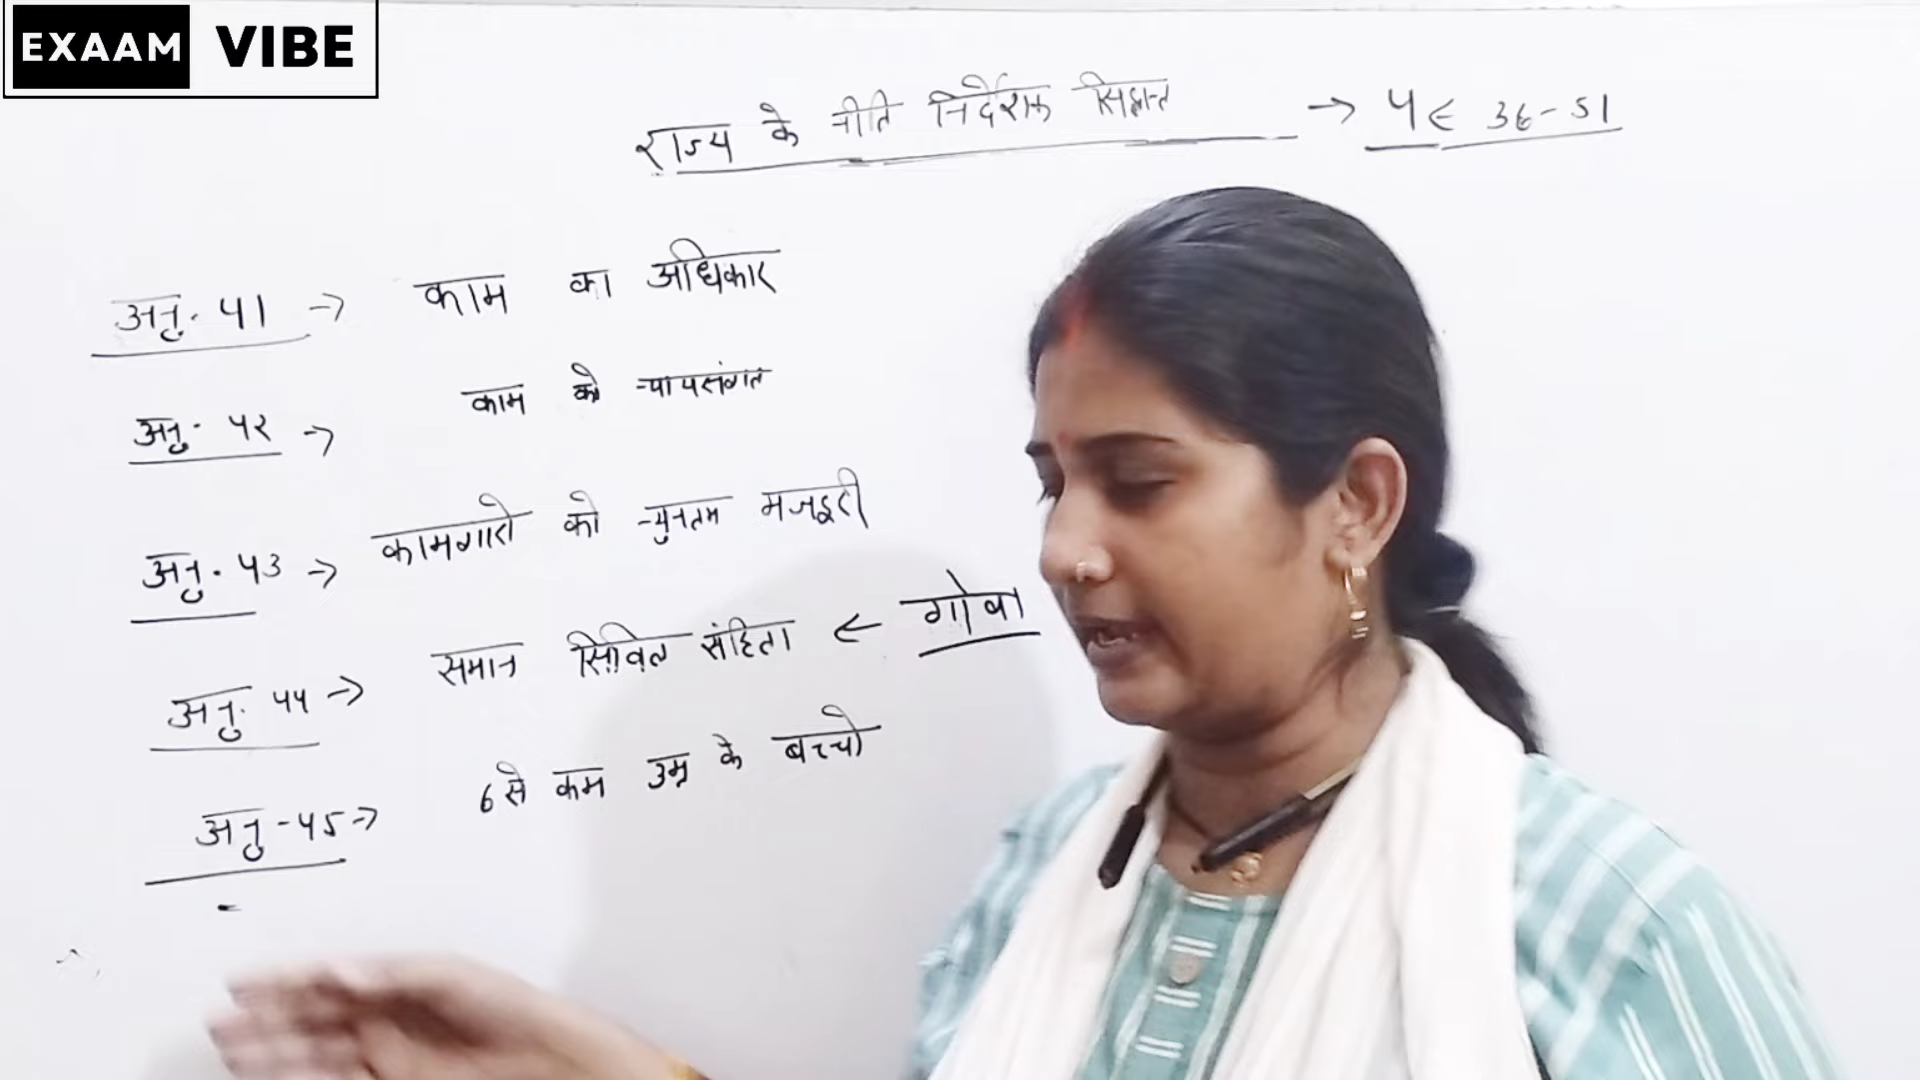 EXAAM VIBE
राज्य के नीति निर्देशक सिद्धान्त → 4 ∈ 36-51
अनु. 41 → काम का अधिकार
अनु. 42 → काम की न्यायसंगत
अनु. 43 → कामगारो को न्युनतम मजदूरी
अनु. 44 → समान सिविल संहिता ← गोवा
अनु-45 → 6 से कम उम्र के बच्चो